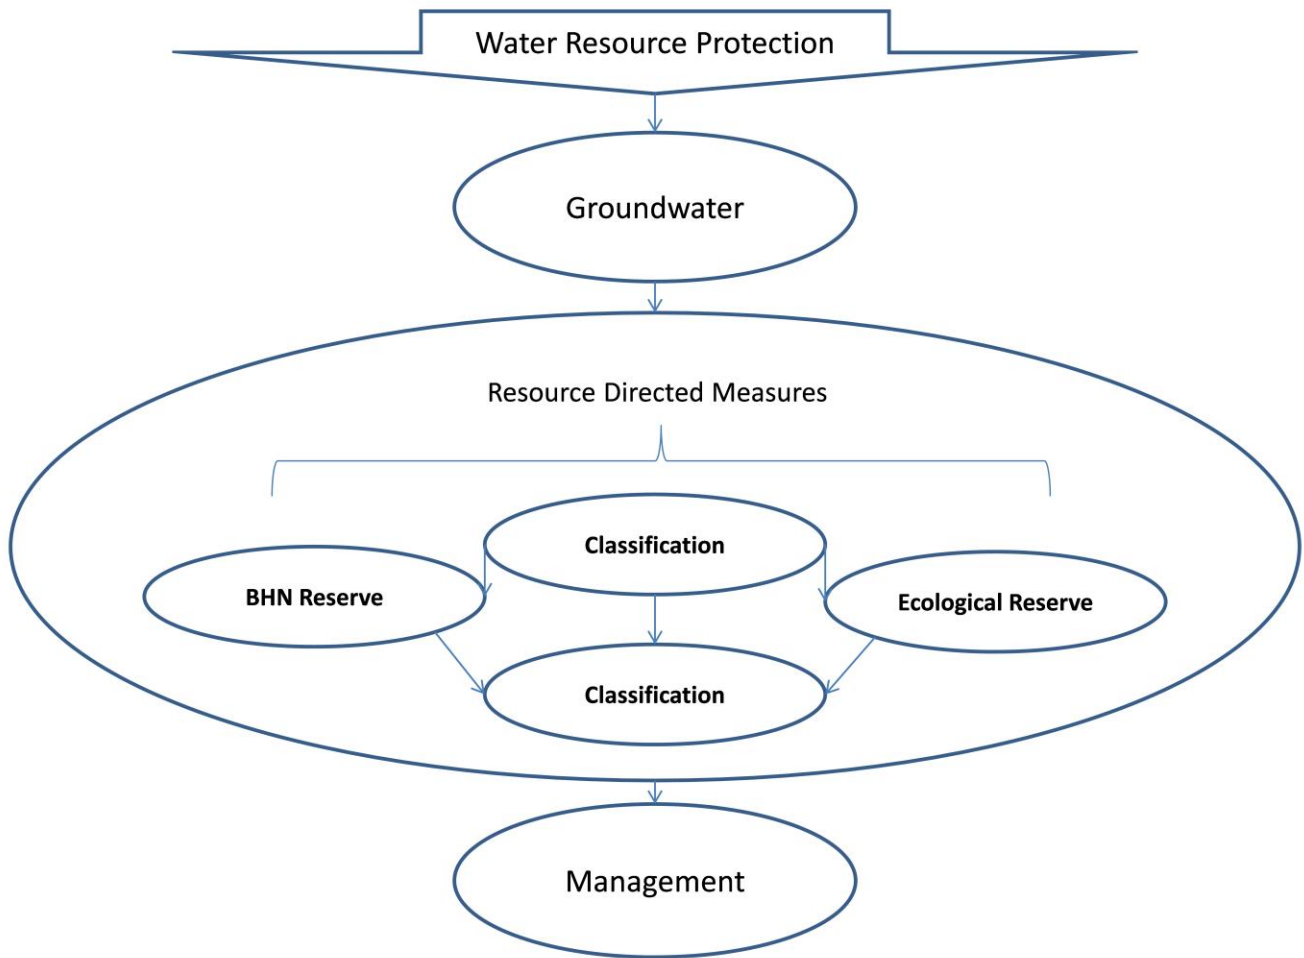 Water Resource Protection
Groundwater
Resource Directed Measures
Classification
BHN Reserve
Ecological Reserve
Classification
Management